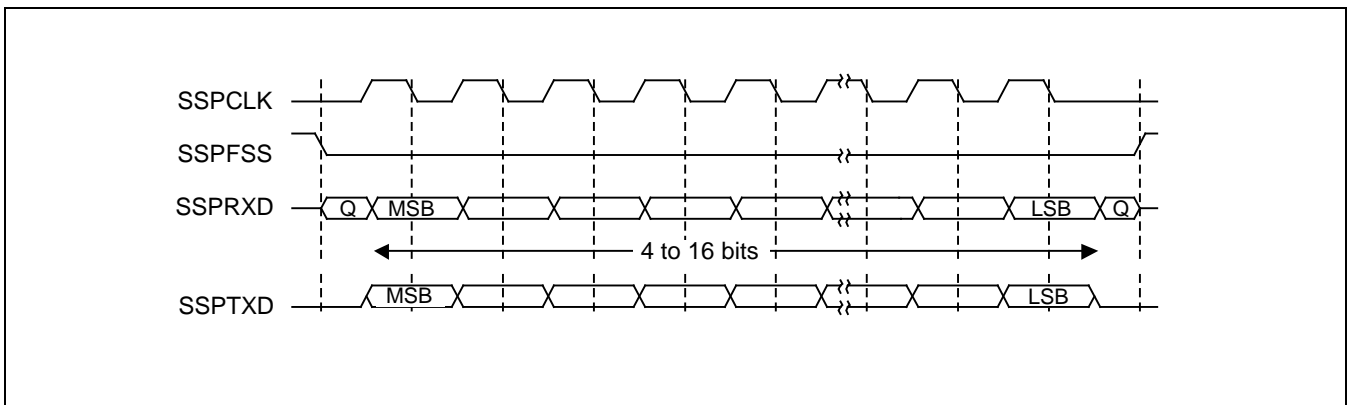 SSPCLK
SSPFSS
SSPRXD Q MSB LSB Q
4 to 16 bits
SSPTXD MSB LSB